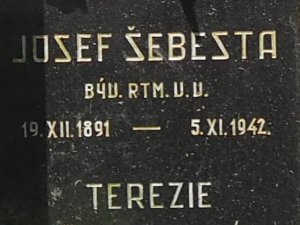 JOSEF ŠEBESTA
BÝV. RTM. V. V.
19. XII. 1891 — 5. XI. 1942.
TEREZIE